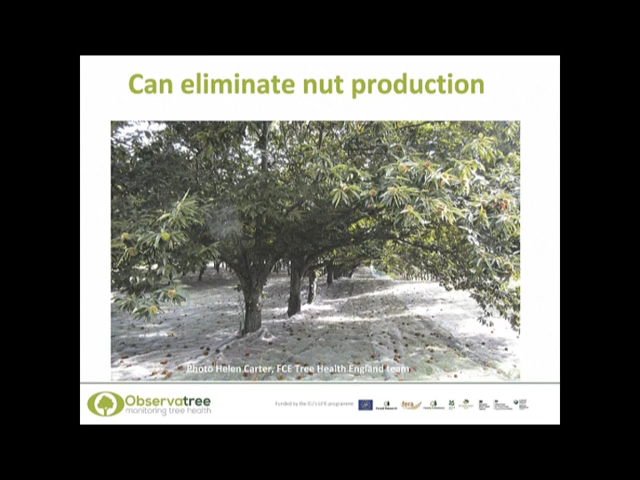 Can eliminate nut production
Photo Helen Carter, FCE Tree Health England team
Observatree
monitoring tree health
Funded by the EU's LIFE programme
fera